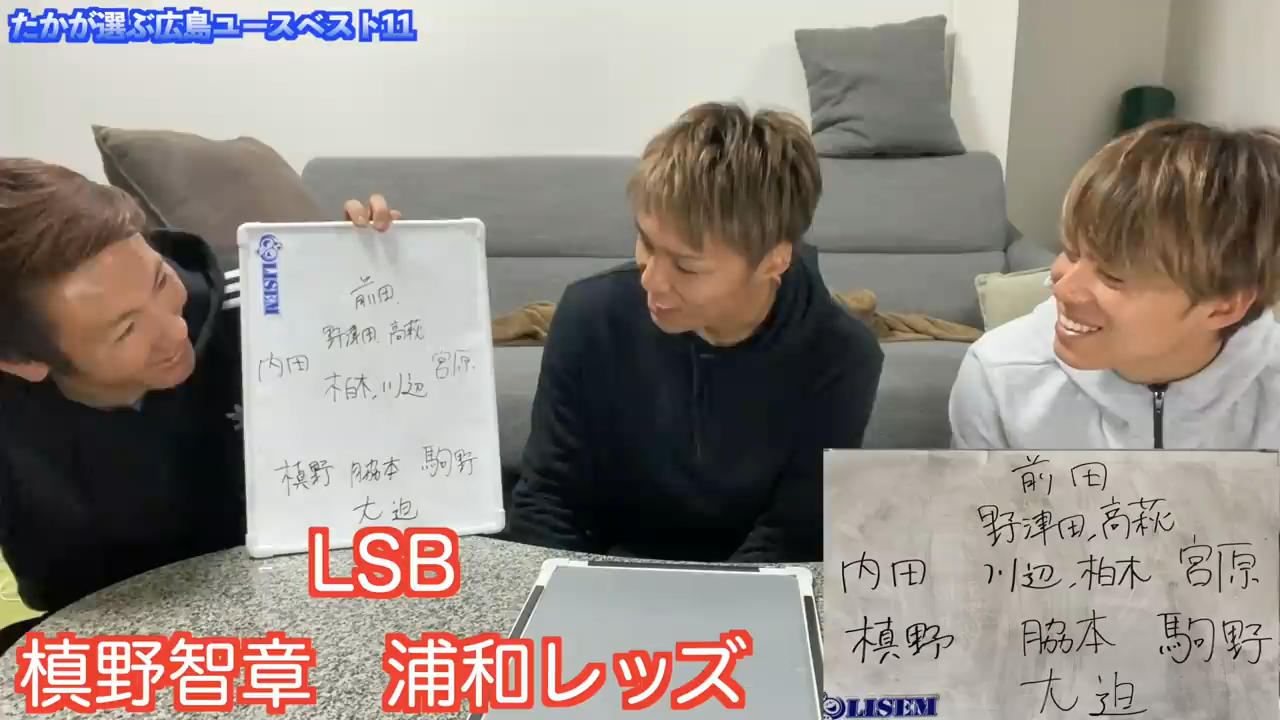 たかが選ぶ広島ユースベスト11
LISEM
前田
野津田、高萩
内田
宮原
柏木、川辺
槙野 脇本 駒野
大迫
LSB
槙野智章 浦和レッズ
前田
野津田、高萩
内田 川辺、柏木 宮原
槙野 脇本 駒野
大迫
LISEM